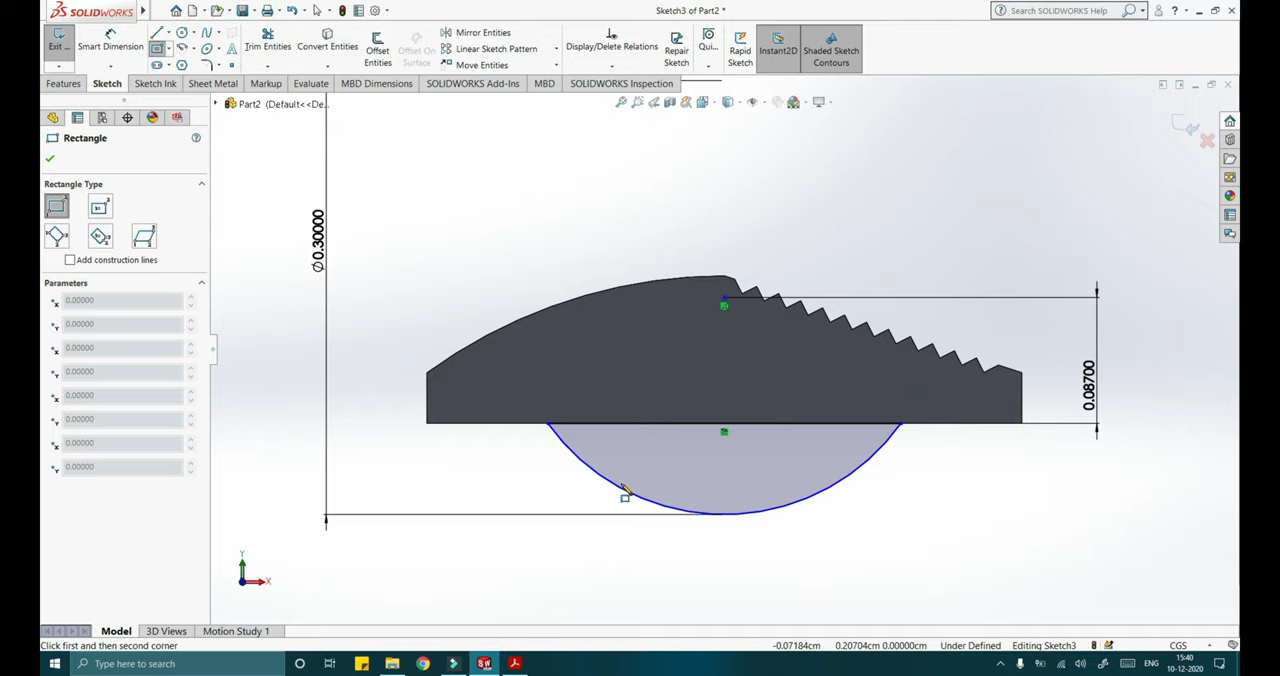 SOLIDWORKS
Sketch3 of Part2 *
Search SOLIDWORKS Help
Exit ...
Smart Dimension
Trim Entities
Convert Entities
Offset Entities
Offset On Surface
Mirror Entities
Linear Sketch Pattern
Move Entities
Display/Delete Relations
Repair Sketch
Qui...
Rapid Sketch
Instant2D
Shaded Sketch Contours
Features
Sketch
Sketch Ink
Sheet Metal
Markup
Evaluate
MBD Dimensions
SOLIDWORKS Add-Ins
MBD
SOLIDWORKS Inspection
Part2 (Default<<De...
Rectangle
Rectangle Type
Add construction lines
Parameters
0.00000
0.00000
0.00000
0.00000
0.00000
0.00000
0.00000
0.00000
∅0.30000
0.08700
Y
X
Model
3D Views
Motion Study 1
Click first and then second corner
-0.07184cm
0.20704cm 0.00000cm
Under Defined
Editing Sketch3
CGS
Type here to search
SW
ENG
15:40
10-12-2020